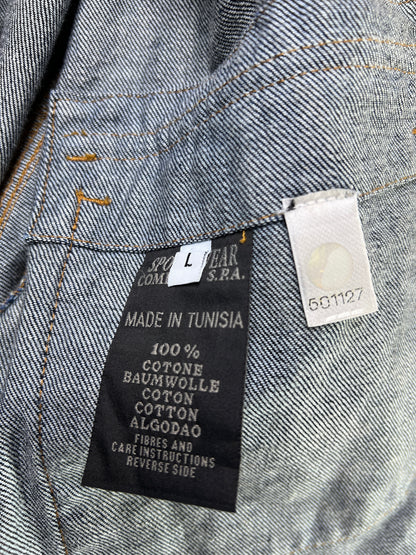 L
S.P.A.
MADE IN TUNISIA
100%
COTONE
BAUMWOLLE
COTON
COTTON
ALGODAO
FIBRES AND
CARE INSTRUCTIONS
REVERSE SIDE
501127